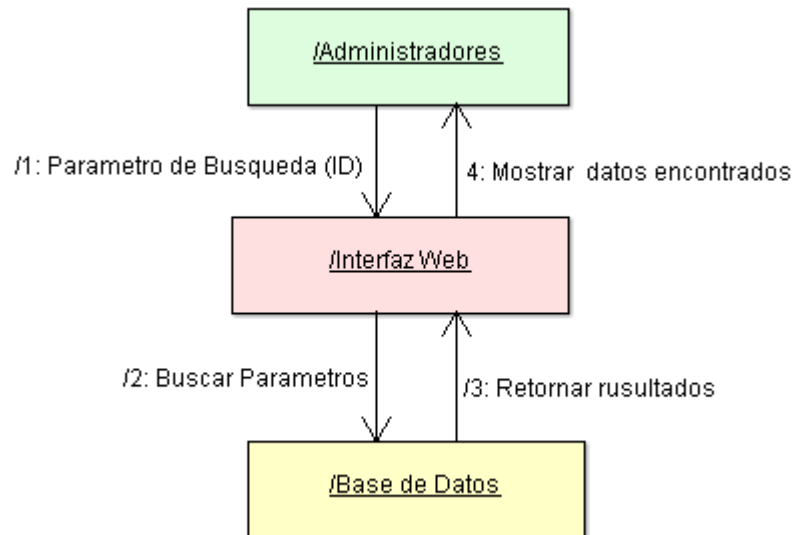 /Administradores
/1: Parametro de Busqueda (ID)
4: Mostrar datos encontrados
/Interfaz Web
/2: Buscar Parametros
/3: Retornar rusultados
/Base de Datos